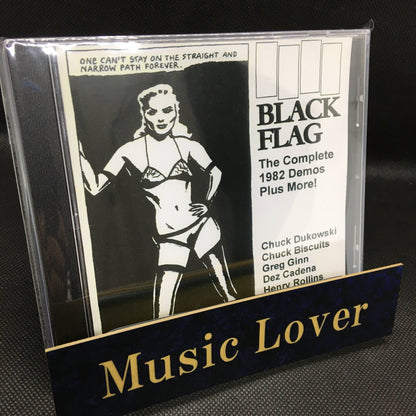 ONE CAN'T STAY ON THE STRAIGHT AND
NARROW PATH FOREVER.
BLACK
FLAG
The Complete
1982 Demos
Plus More!
Chuck Dukowski
Chuck Biscuits
Greg Ginn
Dez Cadena
Henry Rollins
Music Lover